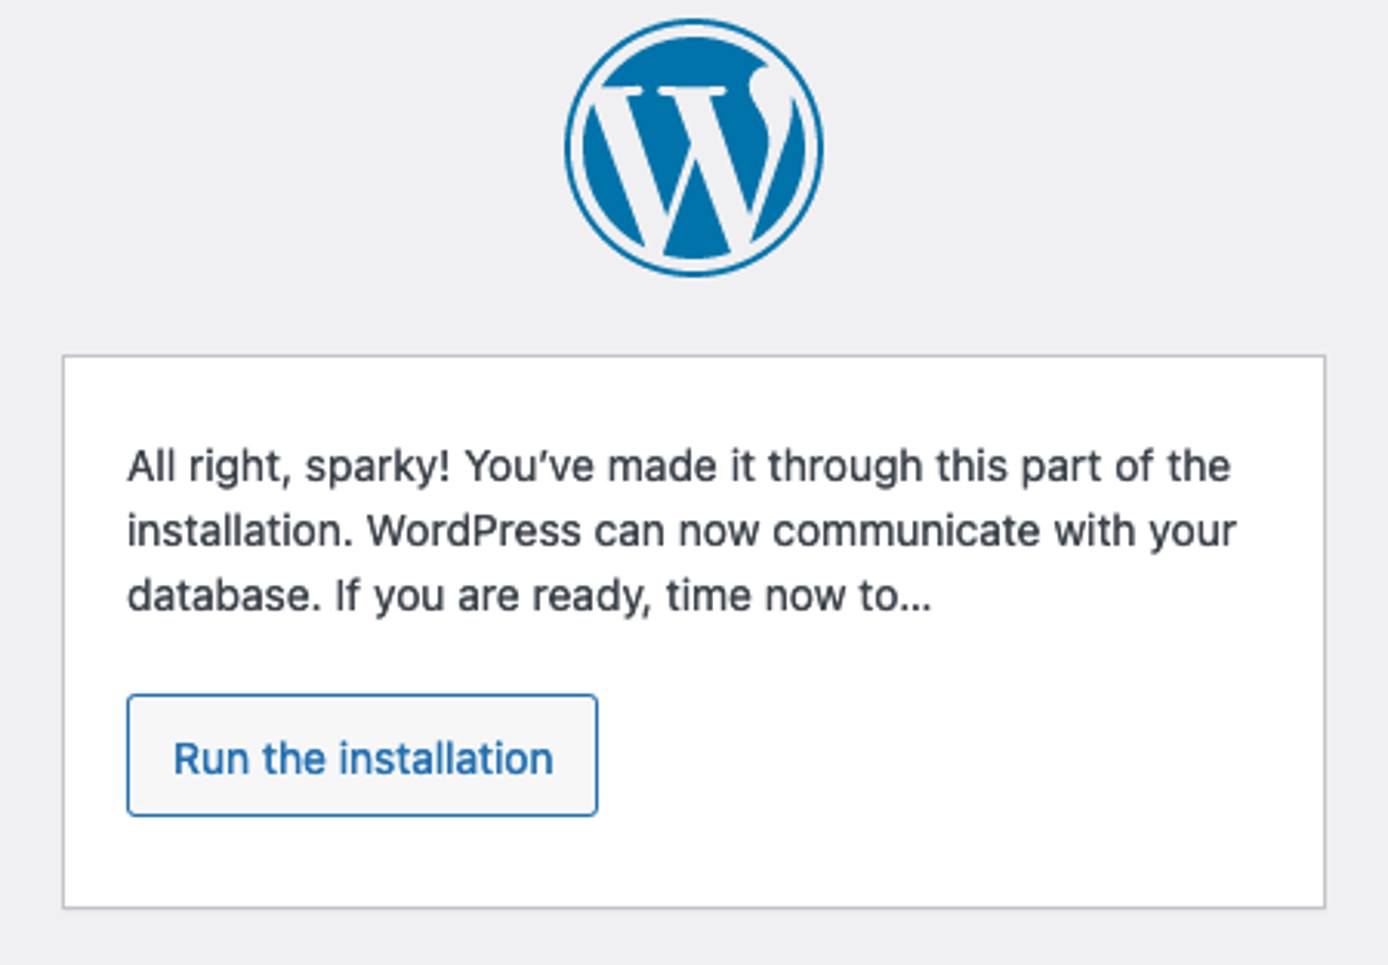 All right, sparky! You’ve made it through this part of the
installation. WordPress can now communicate with your
database. If you are ready, time now to…
Run the installation